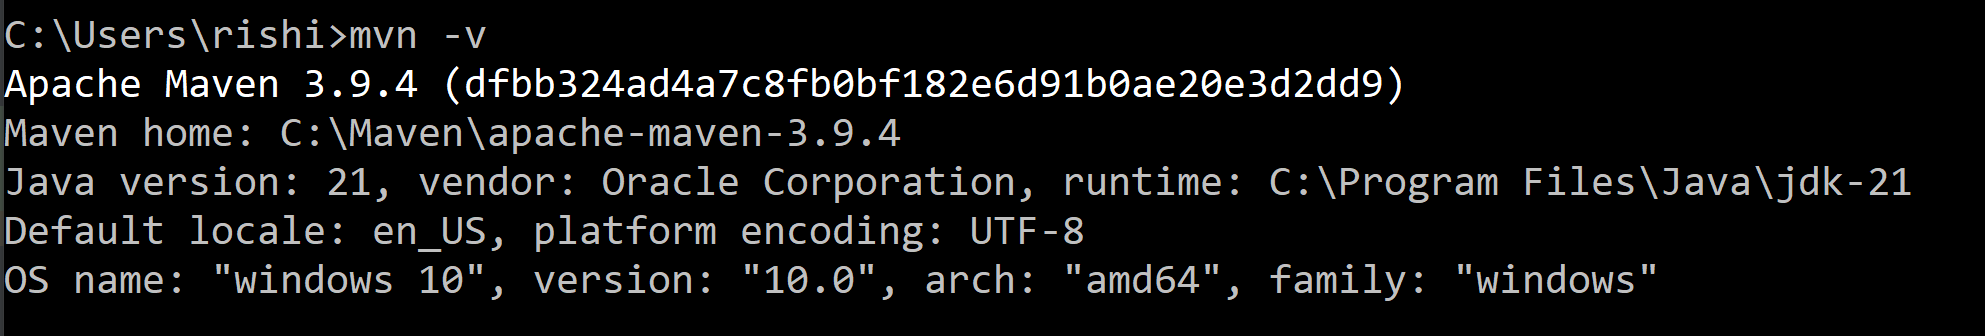 C:\Users\rishi>mvn -v
Apache Maven 3.9.4 (dfbb324ad4a7c8fb0bf182e6d91b0ae20e3d2dd9)
Maven home: C:\Maven\apache-maven-3.9.4
Java version: 21, vendor: Oracle Corporation, runtime: C:\Program Files\Java\jdk-21
Default locale: en_US, platform encoding: UTF-8
OS name: "windows 10", version: "10.0", arch: "amd64", family: "windows"